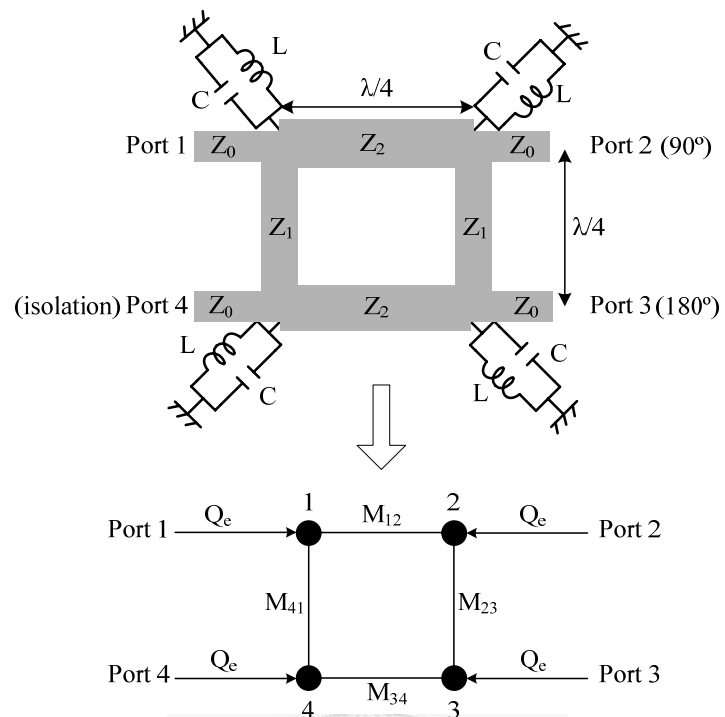 L
C
λ/4
C
L
Port 1
Z₀
Z₂
Z₀
Port 2 (90º)
Z₁
Z₁
λ/4
(isolation) Port 4
Z₀
Z₂
Z₀
Port 3 (180º)
L
C
C
L
1
2
Port 1
Qₑ
M₁₂
Qₑ
Port 2
M₄₁
M₂₃
Port 4
Qₑ
M₃₄
Qₑ
Port 3
4
3